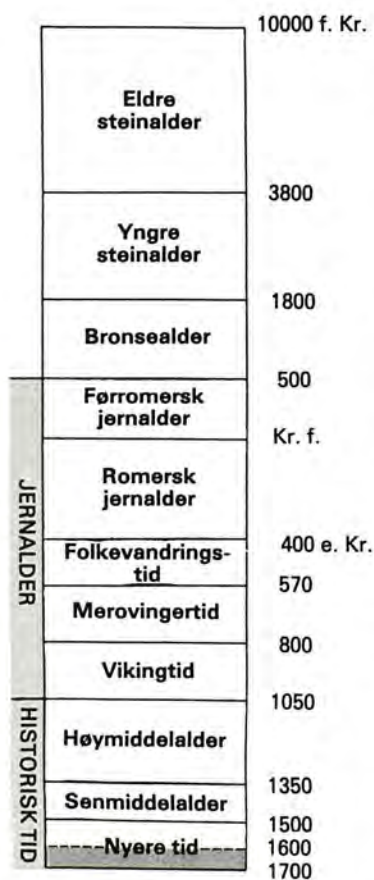 10000 f. Kr.
Eldre
steinalder
3800
Yngre
steinalder
1800
Bronsealder
500
Førromersk
jernalder
Kr. f.
Romersk
jernalder
400 e. Kr.
Folkevandrings-
tid
570
Merovingertid
800
Vikingtid
1050
Høymiddelalder
1350
Senmiddelalder
1500
Nyere tid
1600
1700
JERNALDER
HISTORISK TID